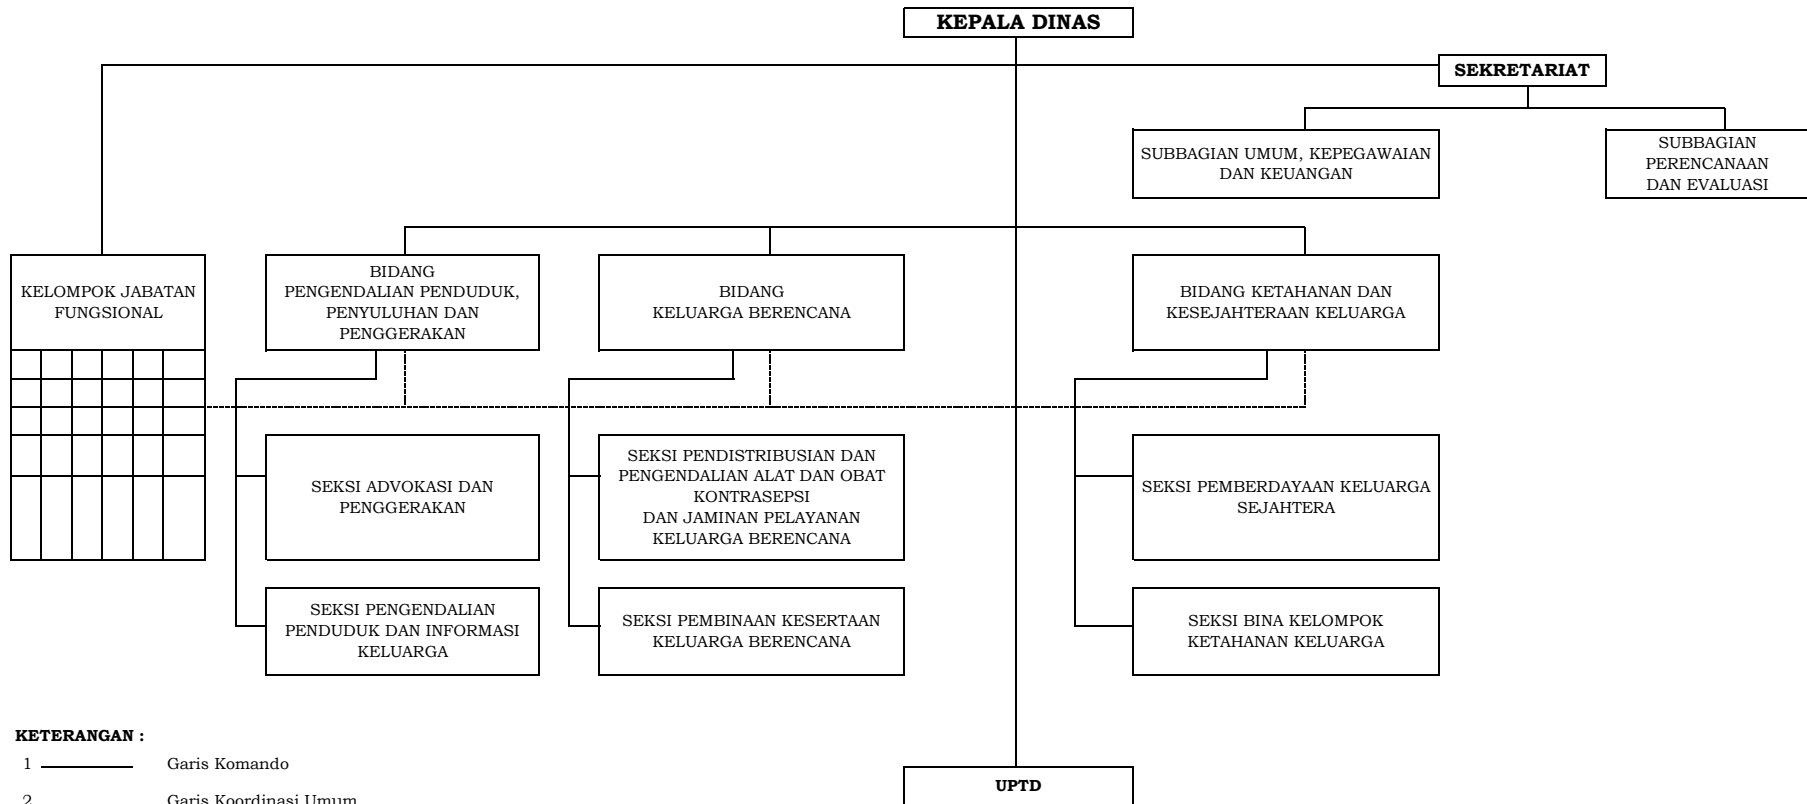 KEPALA DINAS
SEKRETARIAT
SUBBAGIAN UMUM, KEPEGAWAIAN
DAN KEUANGAN
SUBBAGIAN
PERENCANAAN
DAN EVALUASI
KELOMPOK JABATAN
FUNGSIONAL
BIDANG
PENGENDALIAN PENDUDUK,
PENYULUHAN DAN
PENGGERAKAN
BIDANG
KELUARGA BERENCANA
BIDANG KETAHANAN DAN
KESEJAHTERAAN KELUARGA
SEKSI ADVOKASI DAN
PENGGERAKAN
SEKSI PENDISTRIBUSIAN DAN
PENGENDALIAN ALAT DAN OBAT
KONTRASEPSI
DAN JAMINAN PELAYANAN
KELUARGA BERENCANA
SEKSI PEMBERDAYAAN KELUARGA
SEJAHTERA
SEKSI PENGENDALIAN
PENDUDUK DAN INFORMASI
KELUARGA
SEKSI PEMBINAAN KESERTAAN
KELUARGA BERENCANA
SEKSI BINA KELOMPOK
KETAHANAN KELUARGA
KETERANGAN :
1 Garis Komando
2 Garis Koordinasi Umum
UPTD